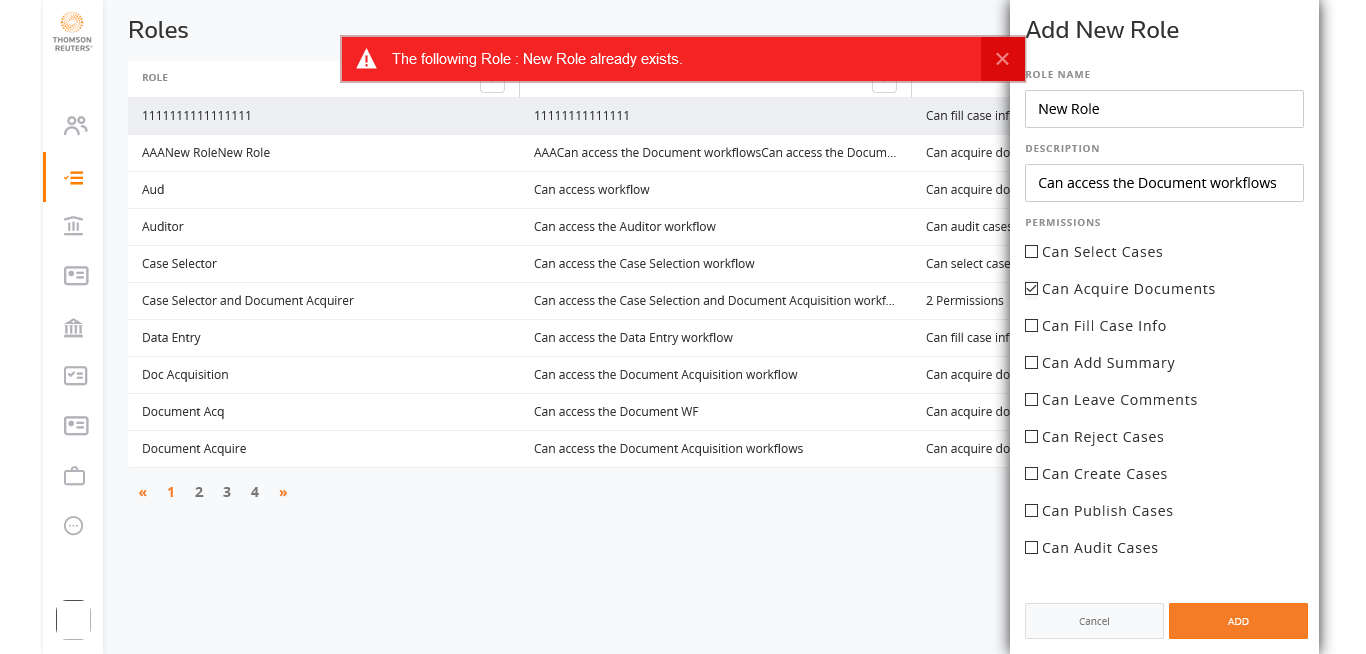 THOMSON
REUTERS
Roles
Add New Role
The following Role : New Role already exists.
ROLE
ROLE NAME
New Role
1111111111111111 11111111111111 Can fill case inf
DESCRIPTION
AAANew RoleNew Role AAACan access the Document workflowsCan access the Docum... Can acquire do
Can access the Document workflows
Aud Can access workflow Can acquire do
PERMISSIONS
Auditor Can access the Auditor workflow Can audit cases
Can Select Cases
Case Selector Can access the Case Selection workflow Can select case
Can Acquire Documents
Case Selector and Document Acquirer Can access the Case Selection and Document Acquisition workf... 2 Permissions
Can Fill Case Info
Data Entry Can access the Data Entry workflow Can fill case inf
Can Add Summary
Doc Acquisition Can access the Document Acquisition workflow Can acquire do
Can Leave Comments
Document Acq Can access the Document WF Can acquire do
Can Reject Cases
Document Acquire Can access the Document Acquisition workflows Can acquire do
Can Create Cases
« 1 2 3 4 »
Can Publish Cases
Can Audit Cases
Cancel ADD